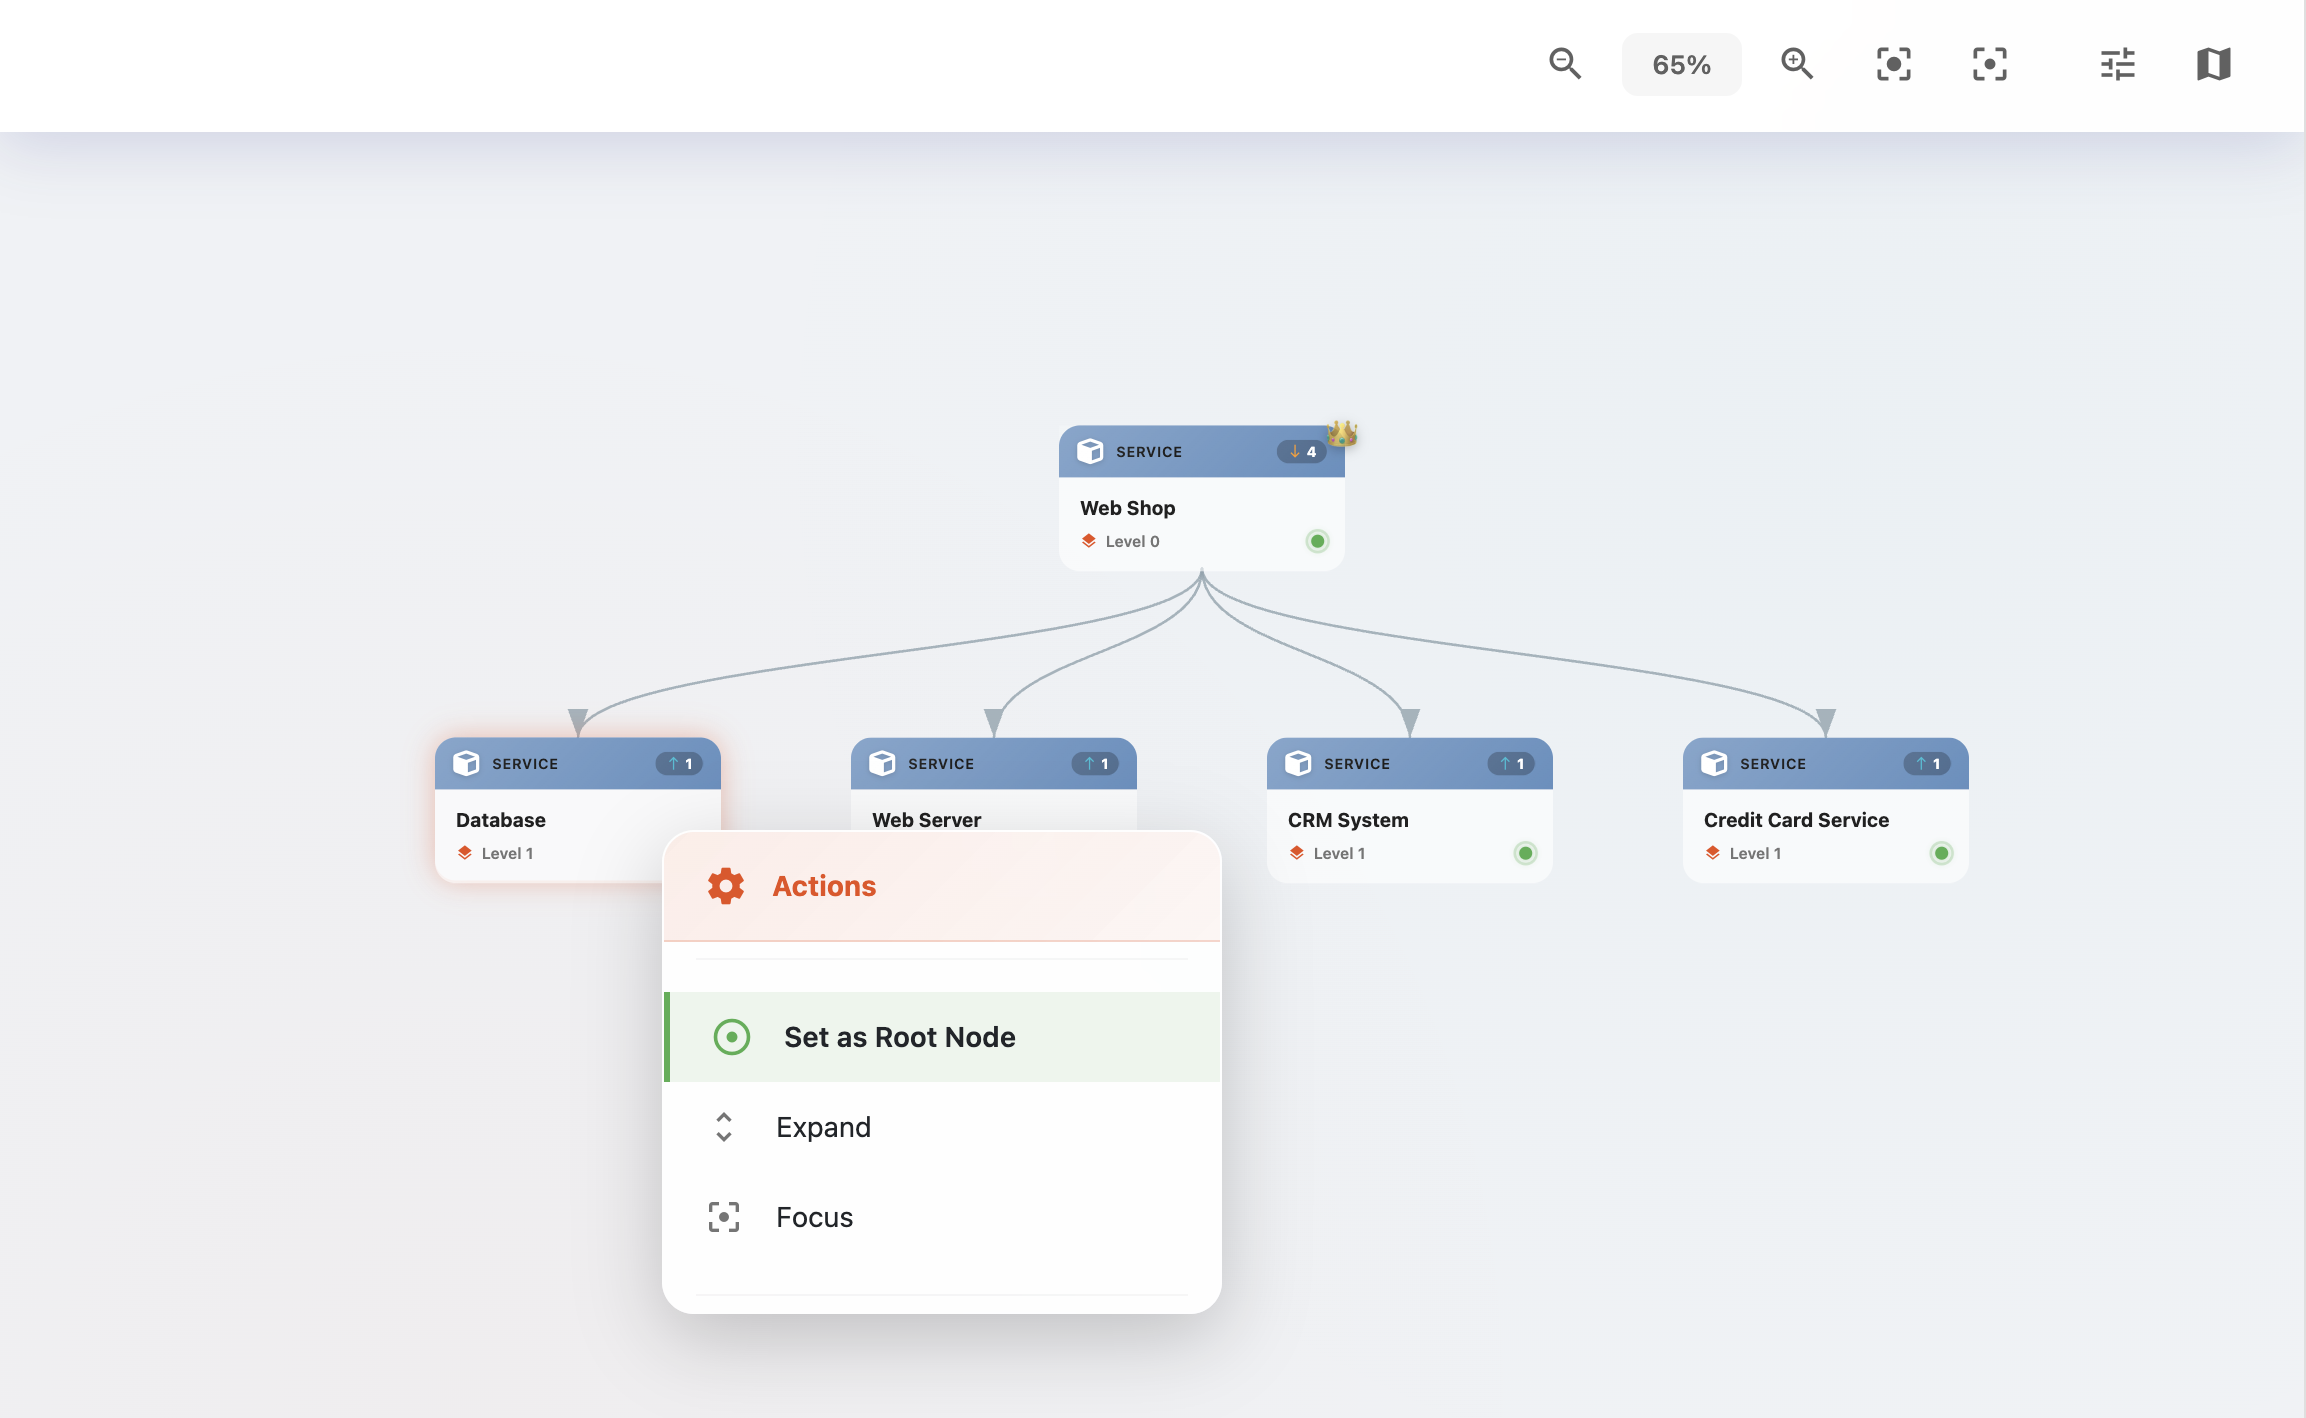 65%
SERVICE ↓ 4
Web Shop
Level 0
SERVICE ↑ 1
Database
Level 1
SERVICE ↑ 1
Web Server
SERVICE ↑ 1
CRM System
Level 1
SERVICE ↑ 1
Credit Card Service
Level 1
Actions
Set as Root Node
Expand
Focus